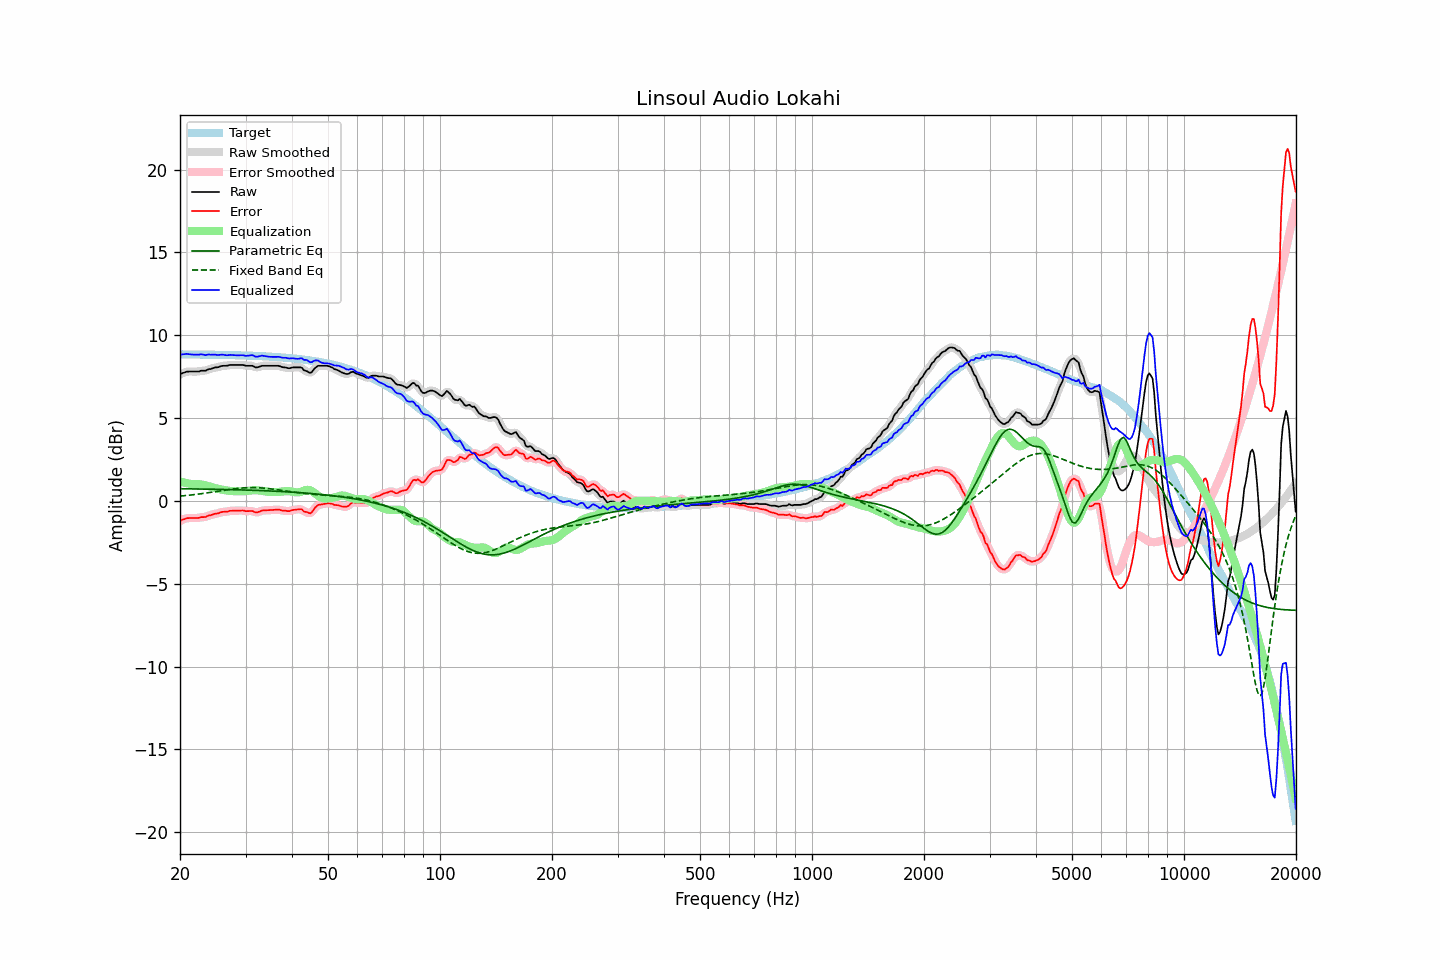 Linsoul Audio Lokahi
Target
Raw Smoothed
Error Smoothed
Raw
Error
Equalization
Parametric Eq
Fixed Band Eq
Equalized
20
15
10
5
0
−5
−10
−15
−20
Amplitude (dBr)
20
50
100
200
500
1000
2000
5000
10000
20000
Frequency (Hz)